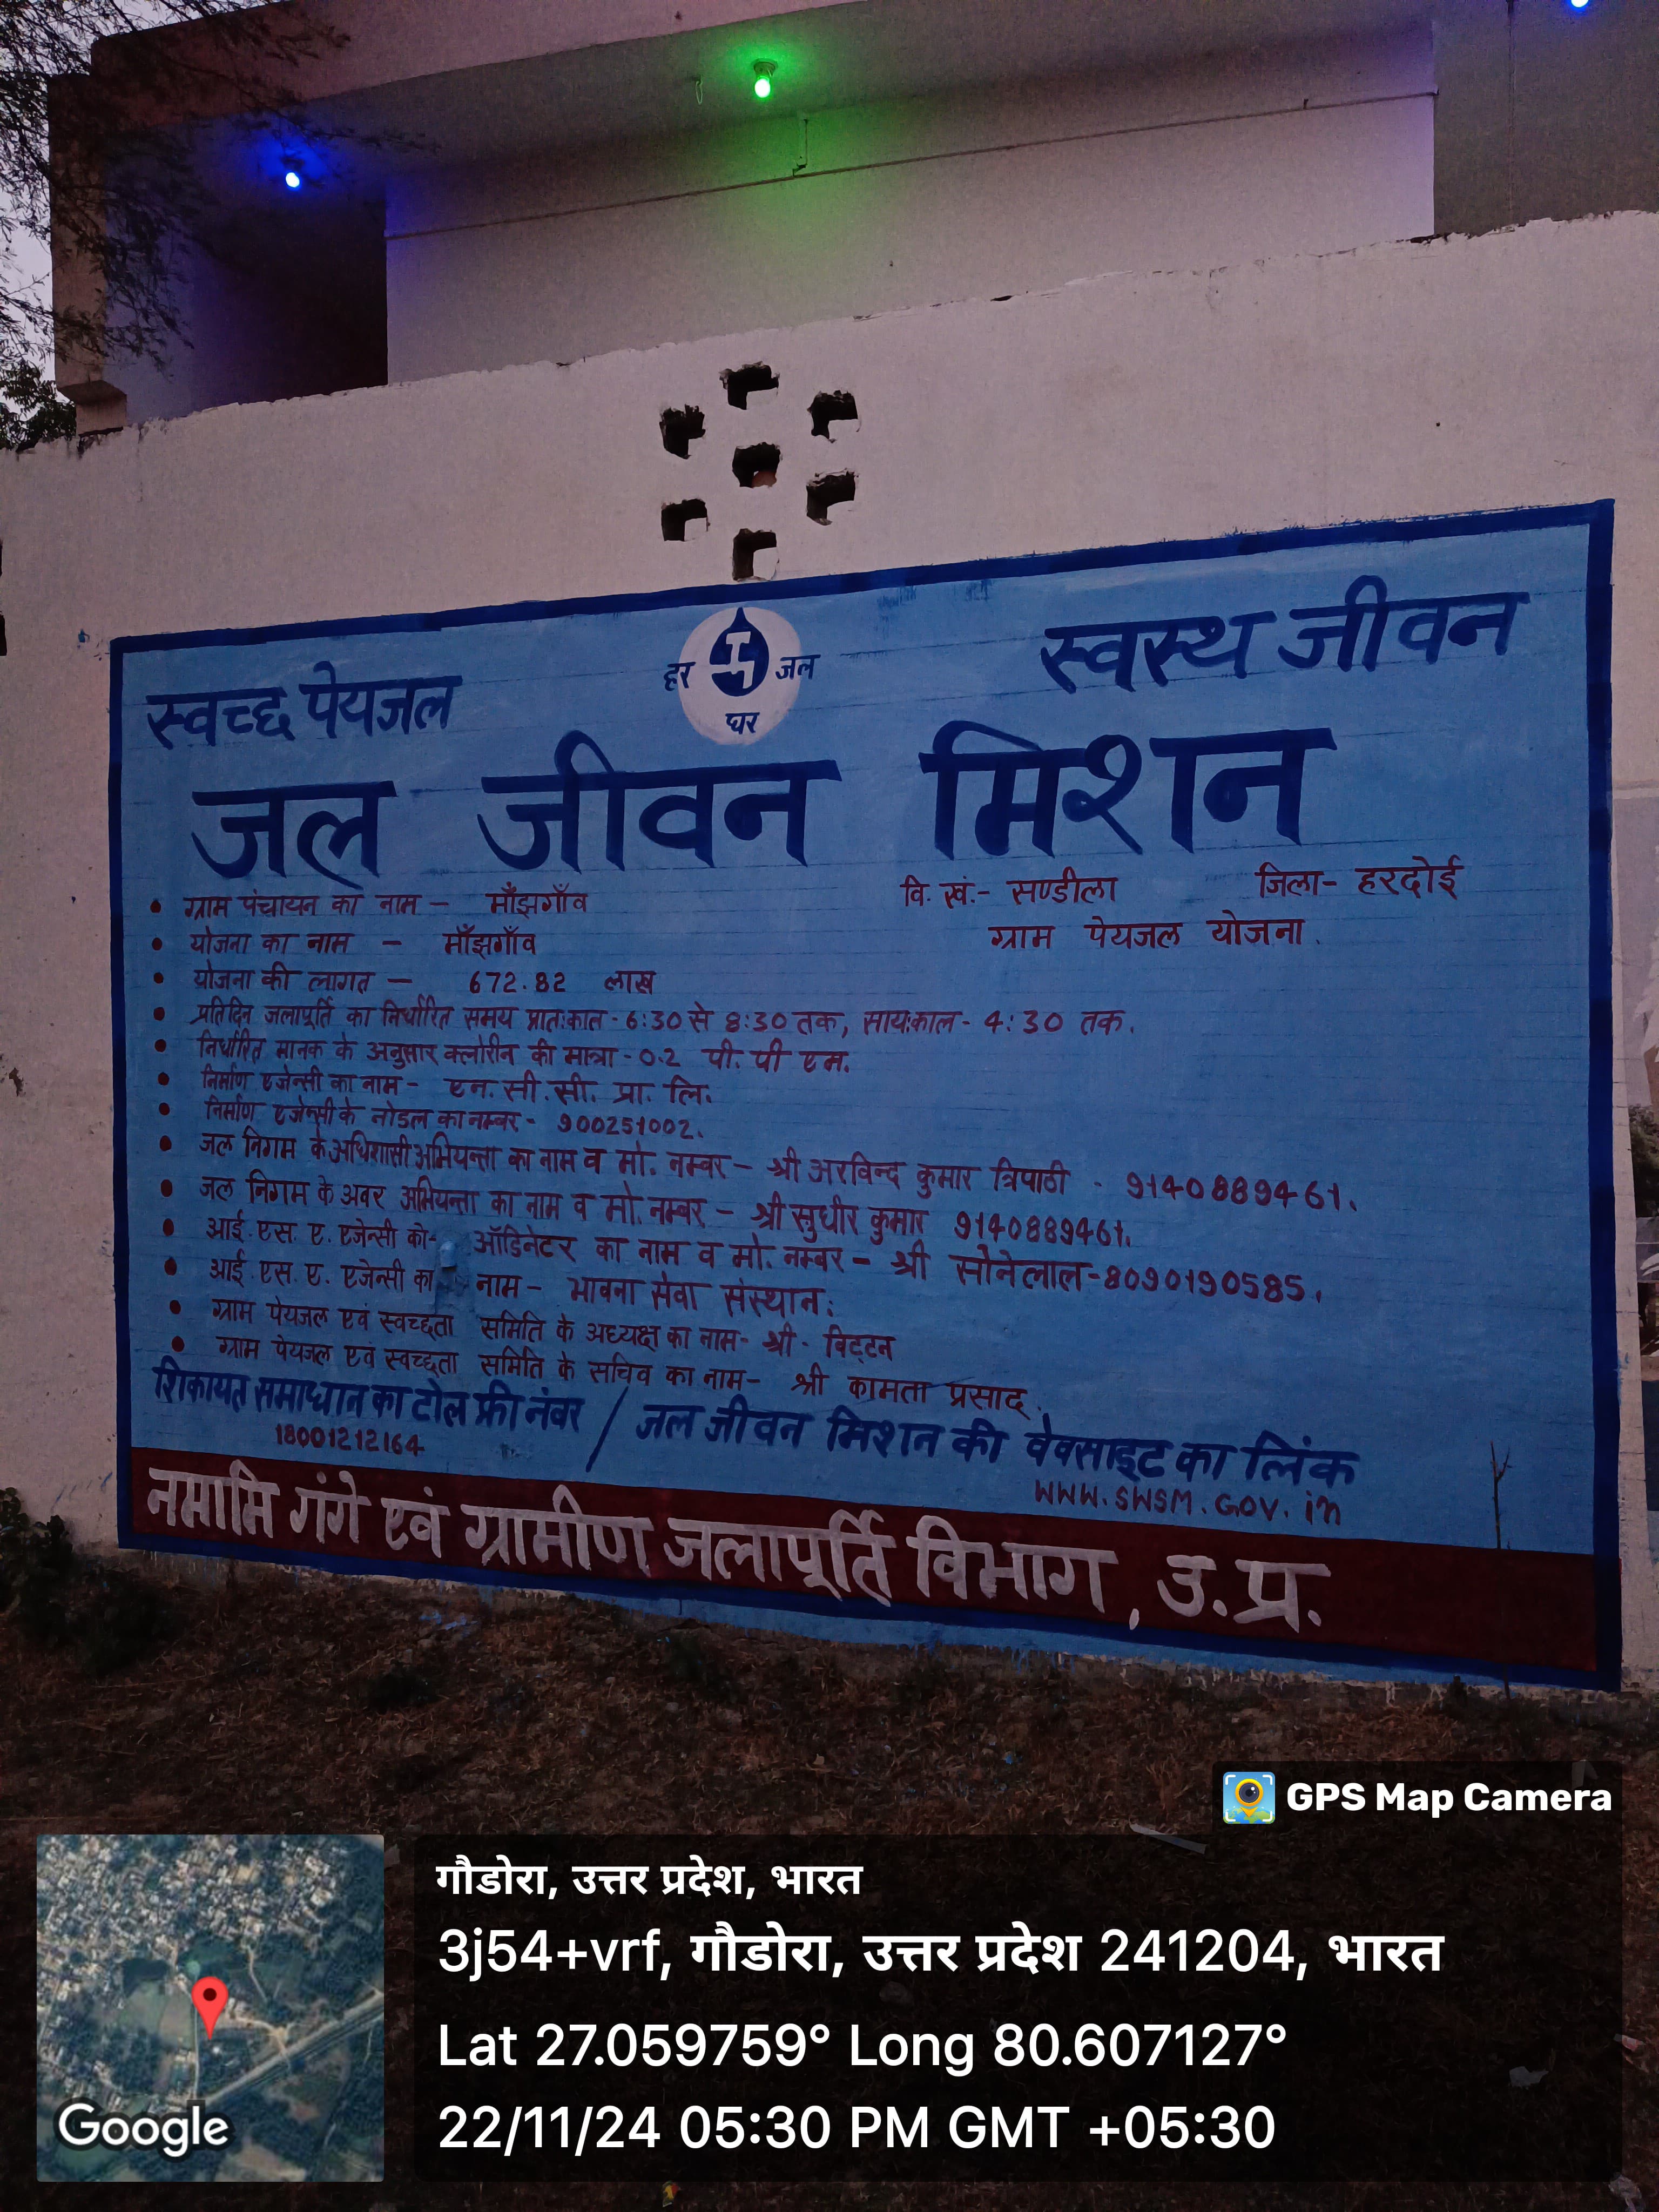 स्वच्छ पेयजल
हर जल
घर
स्वस्थ जीवन
जल जीवन मिशन
• ग्राम पंचायन का नाम - माँझगाँव वि. खं.- सण्डीला जिला- हरदोई
• योजना का नाम - माँझगाँव ग्राम पेयजल योजना.
• योजना की लागत - 672.82 लाख
• प्रतिदिन जलापूर्ति का निर्धारित समय प्रात:काल - 6:30 से 8:30 तक, सायःकाल - 4:30 तक.
• निर्धारित मानक के अनुसार क्लोरीन की मात्रा - 0.2 पी. पी एम.
• निर्माण एजेन्सी का नाम - एन. सी. सी. प्रा. लि.
• निर्माण एजेन्सी के नोडल का नम्बर - 900251002.
• जल निगम के अधिशासी अभियन्ता का नाम व मो. नम्बर - श्री अरविन्द कुमार त्रिपाठी - 9140889461.
• जल निगम के अवर अभियन्ता का नाम व मो. नम्बर - श्री सुधीर कुमार 9140889461.
• आई. एस. ए. एजेन्सी को- ऑडिनेटर का नाम व मो. नम्बर - श्री सोनेलाल - 8090190585.
• आई. एस. ए. एजेन्सी का नाम - भावना सेवा संस्थान:
• ग्राम पेयजल एवं स्वच्छता समिति के अध्यक्ष का नाम - श्री - विट्टन
• ग्राम पेयजल एवं स्वच्छता समिति के सचिव का नाम - श्री कामता प्रसाद.
शिकायत समाधान का टोल फ्री नंबर / जल जीवन मिशन की वेवसाइट का लिंक
18001212164 WWW.SWSM.GOV.in
नमामि गंगे एवं ग्रामीण जलापूर्ति विभाग, उ.प्र.
GPS Map Camera
गौडोरा, उत्तर प्रदेश, भारत
3j54+vrf, गौडोरा, उत्तर प्रदेश 241204, भारत
Lat 27.059759° Long 80.607127°
22/11/24 05:30 PM GMT +05:30
Google